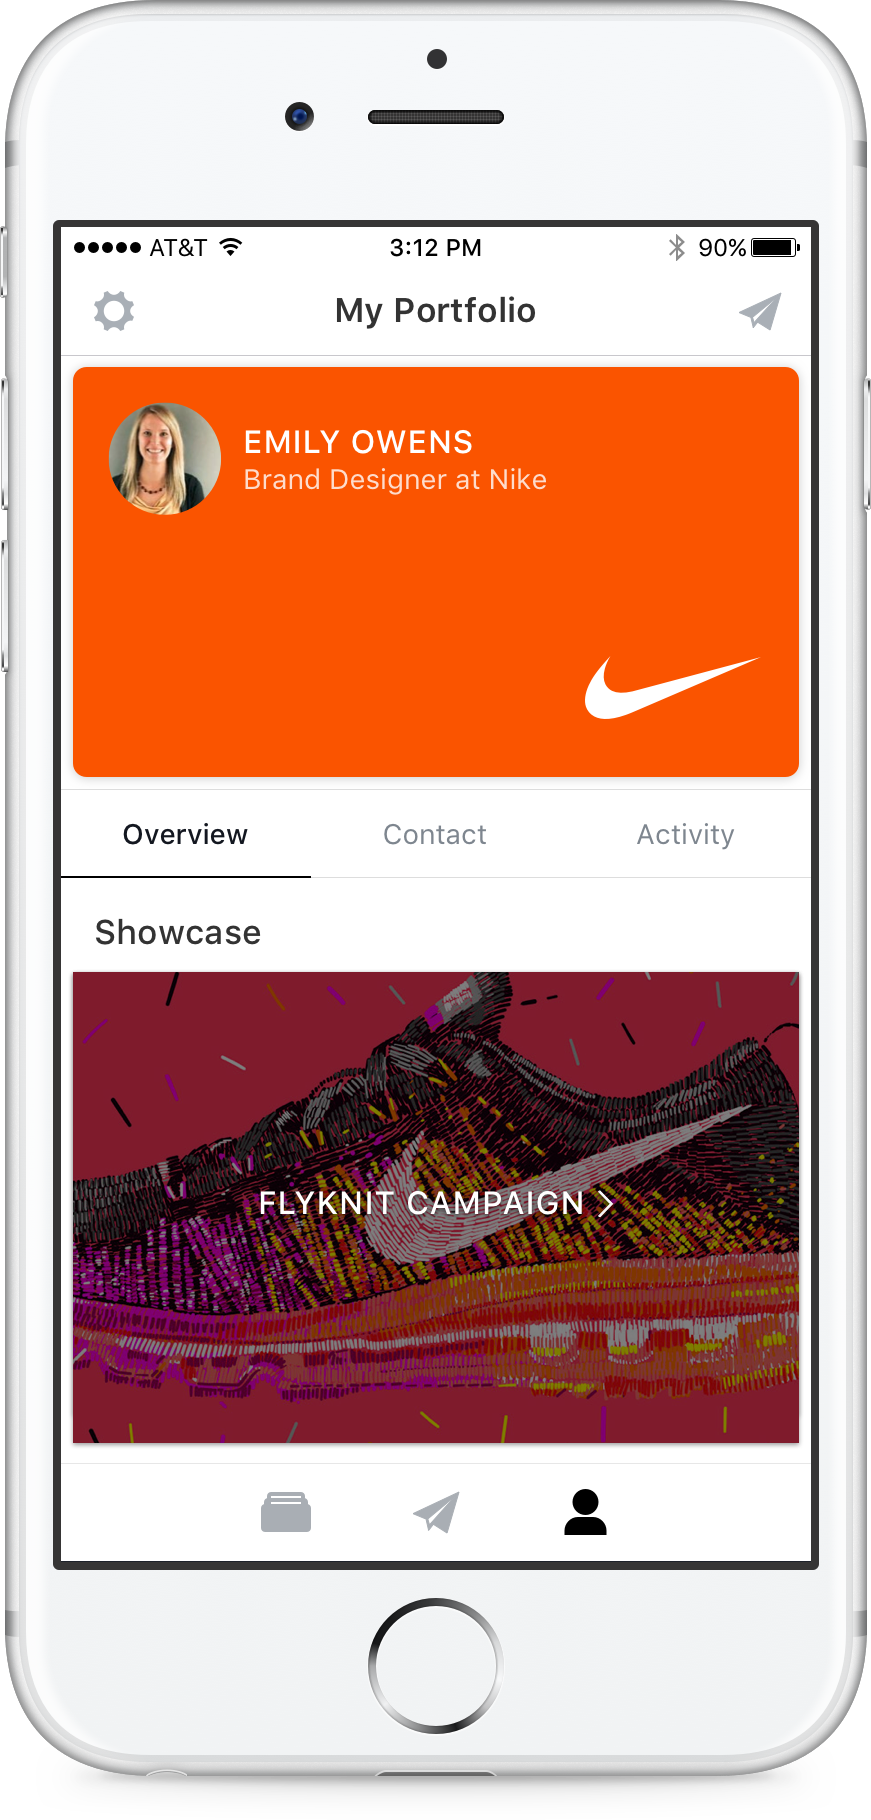 AT&T 3:12 PM 90%
My Portfolio
EMILY OWENS
Brand Designer at Nike
Overview Contact Activity
Showcase
FLYKNIT CAMPAIGN